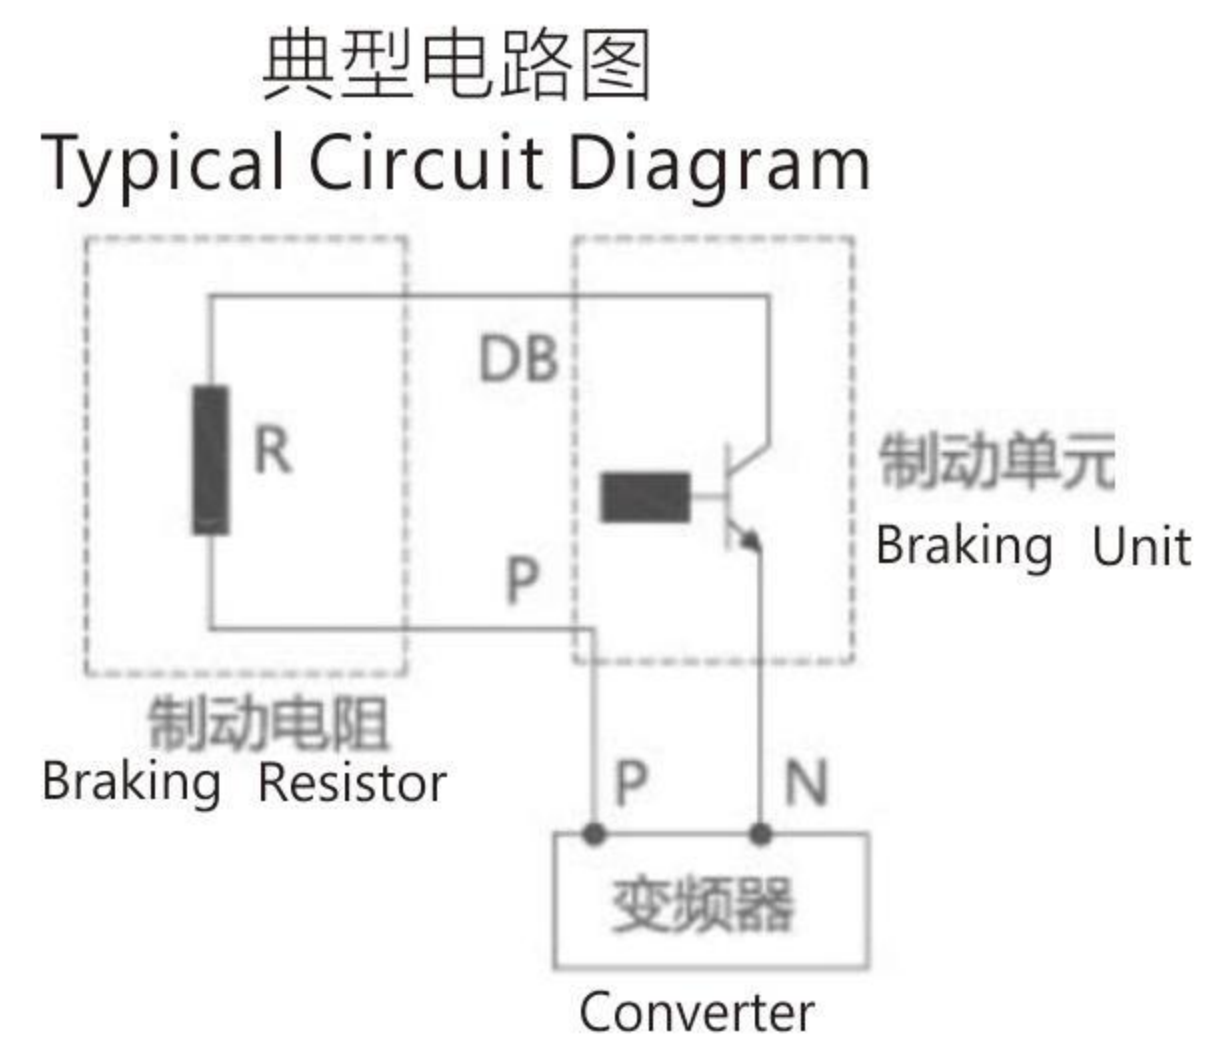 典型电路图
Typical Circuit Diagram
DB
R
制动单元
Braking Unit
P
制动电阻
Braking Resistor
P
N
变频器
Converter